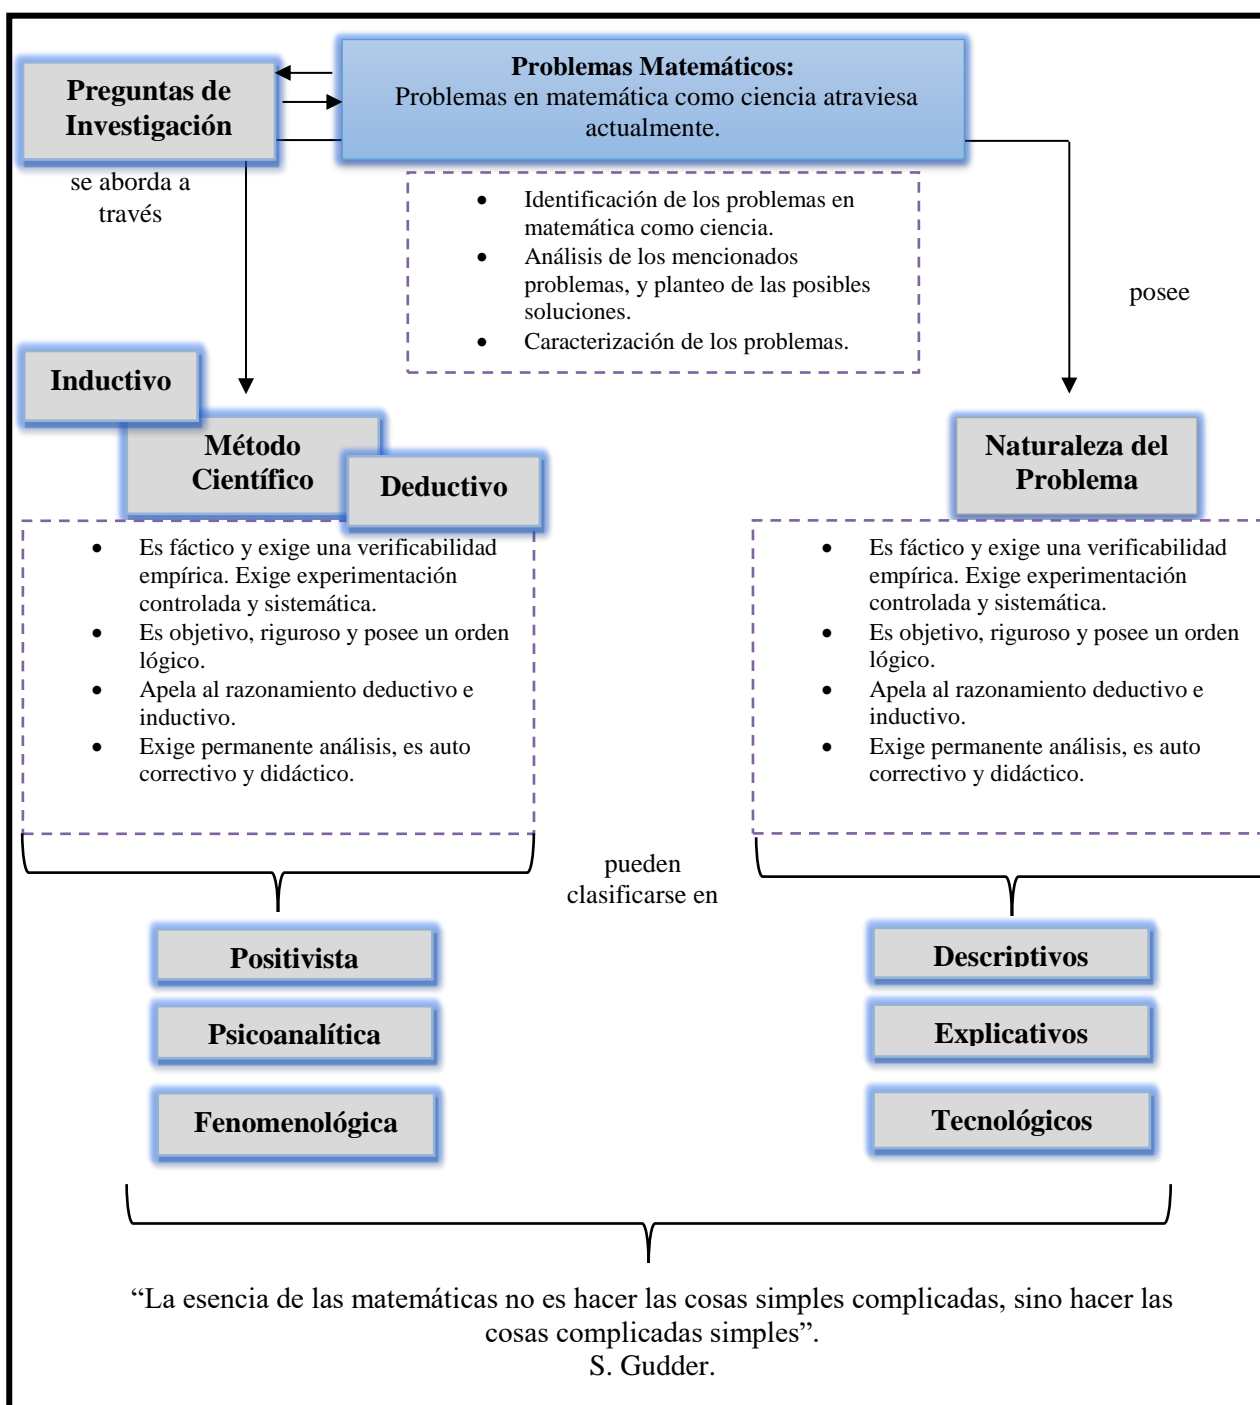 Preguntas de
Investigación
Problemas Matemáticos:
Problemas en matemática como ciencia atraviesa
actualmente.
se aborda a
través
• Identificación de los problemas en
matemática como ciencia.
• Análisis de los mencionados
problemas, y planteo de las posibles
soluciones.
• Caracterización de los problemas.
posee
Inductivo
Método
Científico
Deductivo
Naturaleza del
Problema
• Es fáctico y exige una verificabilidad
empírica. Exige experimentación
controlada y sistemática.
• Es objetivo, riguroso y posee un orden
lógico.
• Apela al razonamiento deductivo e
inductivo.
• Exige permanente análisis, es auto
correctivo y didáctico.
• Es fáctico y exige una verificabilidad
empírica. Exige experimentación
controlada y sistemática.
• Es objetivo, riguroso y posee un orden
lógico.
• Apela al razonamiento deductivo e
inductivo.
• Exige permanente análisis, es auto
correctivo y didáctico.
pueden
clasificarse en
Positivista
Psicoanalítica
Fenomenológica
Descriptivos
Explicativos
Tecnológicos
“La esencia de las matemáticas no es hacer las cosas simples complicadas, sino hacer las
cosas complicadas simples”.
S. Gudder.